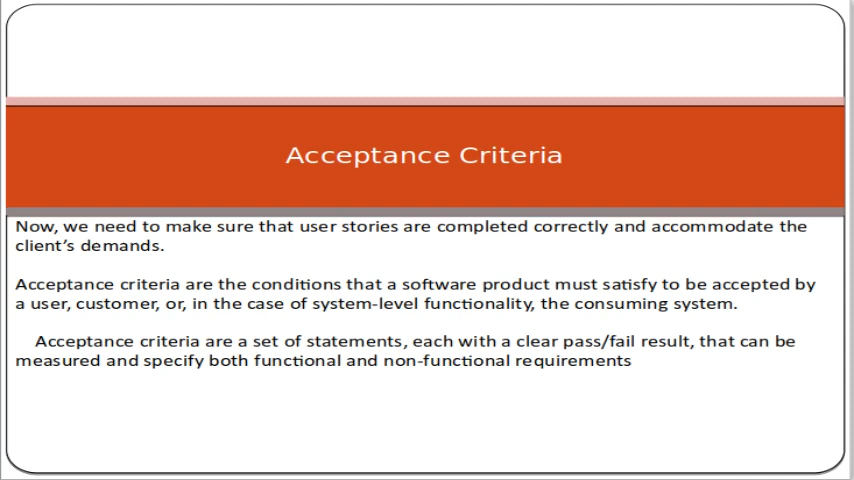 Acceptance Criteria
Now, we need to make sure that user stories are completed correctly and accommodate the
client’s demands.
Acceptance criteria are the conditions that a software product must satisfy to be accepted by
a user, customer, or, in the case of system-level functionality, the consuming system.
Acceptance criteria are a set of statements, each with a clear pass/fail result, that can be
measured and specify both functional and non-functional requirements